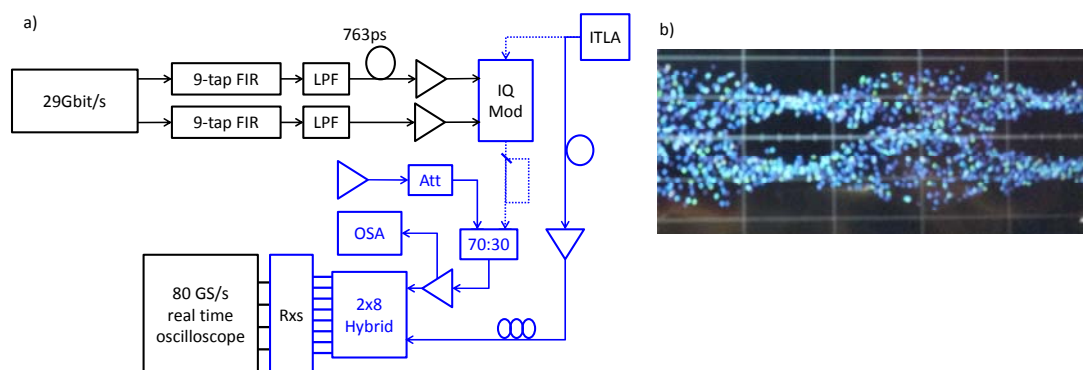 a)
763ps
ITLA
b)
29Gbit/s
9-tap FIR
LPF
9-tap FIR
LPF
IQ
Mod
Att
OSA
70:30
80 GS/s
real time
oscilloscope
Rxs
2x8
Hybrid